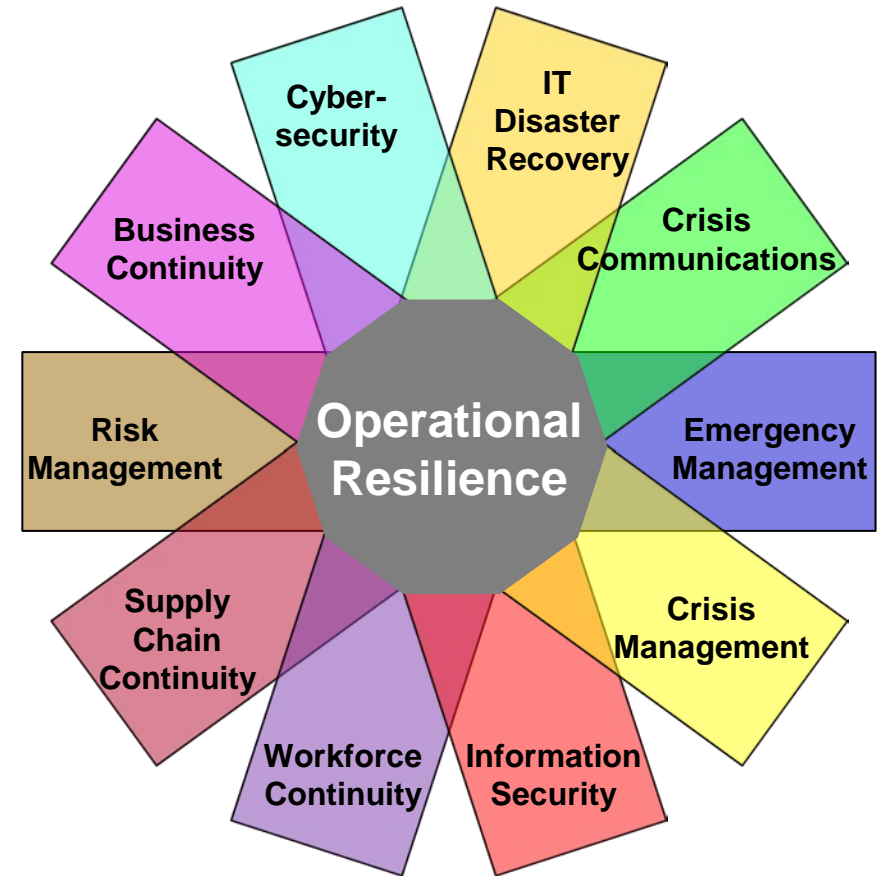 Cyber-
security
IT
Disaster
Recovery
Crisis
Communications
Business
Continuity
Operational
Resilience
Risk
Management
Emergency
Management
Supply
Chain
Continuity
Crisis
Management
Workforce
Continuity
Information
Security